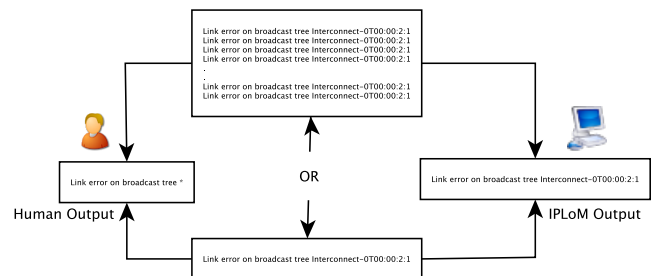 Link error on broadcast tree Interconnect-0T00:00:2:1
Link error on broadcast tree Interconnect-0T00:00:2:1
Link error on broadcast tree Interconnect-0T00:00:2:1
Link error on broadcast tree Interconnect-0T00:00:2:1
.
.
Link error on broadcast tree Interconnect-0T00:00:2:1
Link error on broadcast tree Interconnect-0T00:00:2:1
Link error on broadcast tree *
OR
Link error on broadcast tree Interconnect-0T00:00:2:1
Human Output
IPLoM Output
Link error on broadcast tree Interconnect-0T00:00:2:1